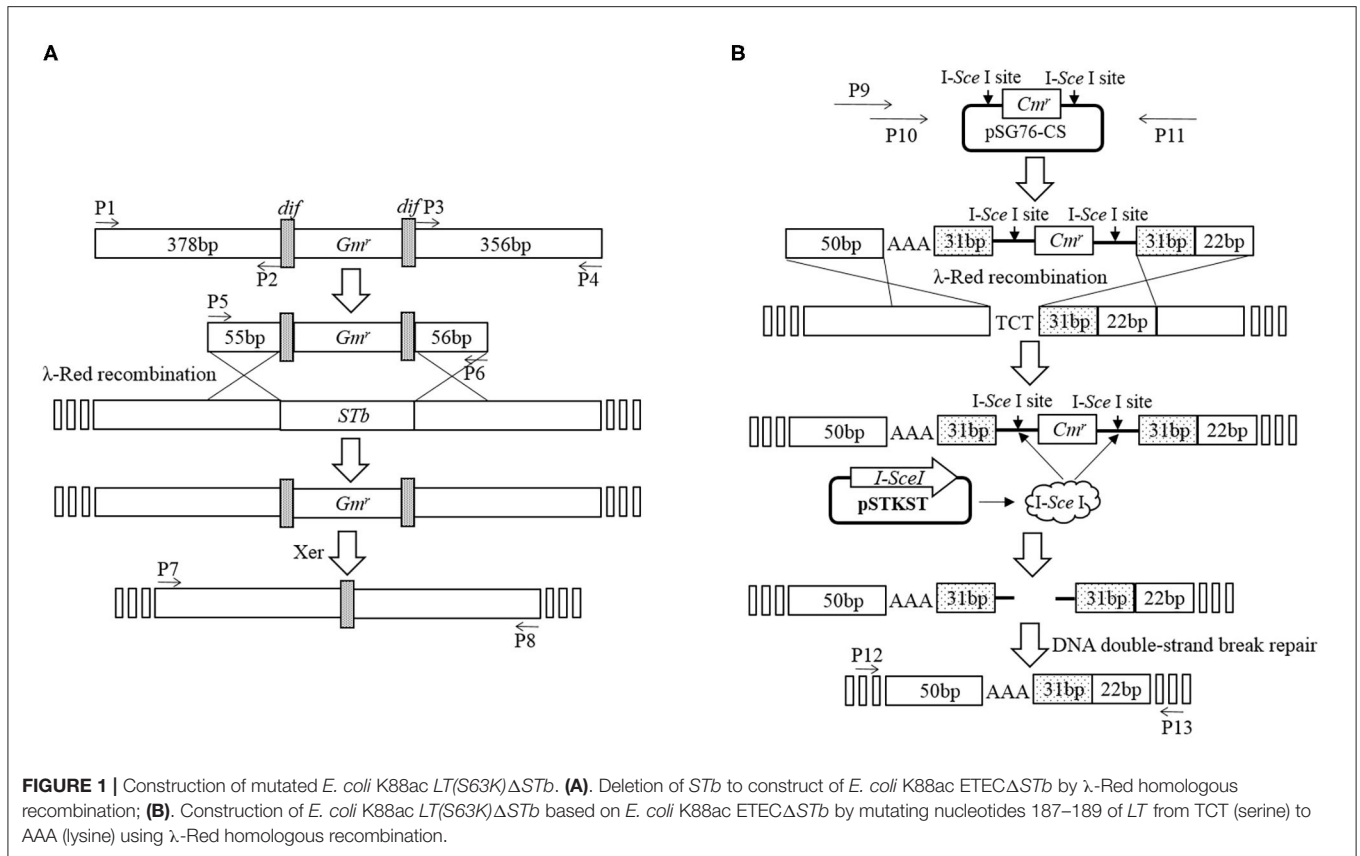 A
P1
dif
dif
P3
378bp
Gmʳ
356bp
P2
P4
P5
55bp
Gmʳ
56bp
λ-Red recombination
P6
STb
Gmʳ
Xer
P7
P8
B
I-Sce I site
I-Sce I site
P9
Cmʳ
P10
pSG76-CS
P11
I-Sce I site
I-Sce I site
50bp
AAA
31bp
Cmʳ
31bp
22bp
λ-Red recombination
TCT
31bp
22bp
I-Sce I site
I-Sce I site
50bp
AAA
31bp
Cmʳ
31bp
22bp
I-SceI
pSTKST
I-Sce I
50bp
AAA
31bp
31bp
22bp
DNA double-strand break repair
P12
50bp
AAA
31bp
22bp
P13
FIGURE 1 | Construction of mutated E. coli K88ac LT(S63K)ΔSTb. (A). Deletion of STb to construct of E. coli K88ac ETECΔSTb by λ-Red homologous
recombination; (B). Construction of E. coli K88ac LT(S63K)ΔSTb based on E. coli K88ac ETECΔSTb by mutating nucleotides 187–189 of LT from TCT (serine) to
AAA (lysine) using λ-Red homologous recombination.